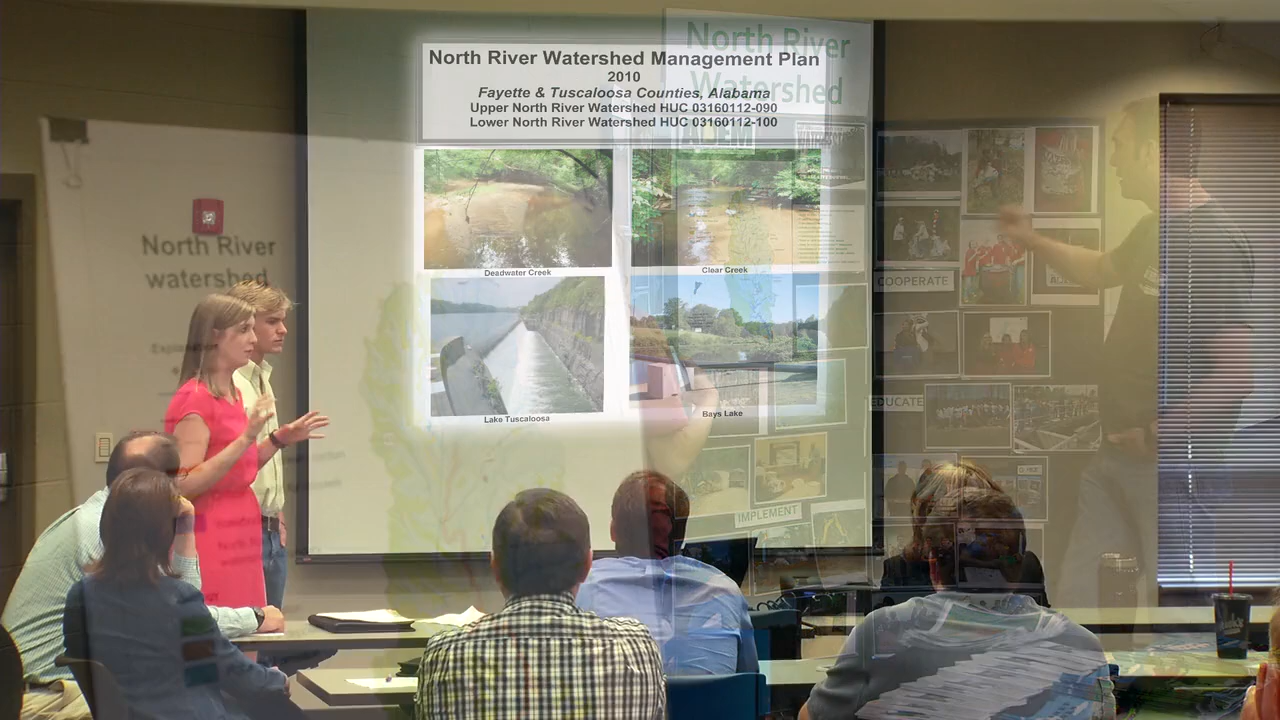 North River Watershed Management Plan
2010
Fayette & Tuscaloosa Counties, Alabama
Upper North River Watershed HUC 03160112-090
Lower North River Watershed HUC 03160112-100
Deadwater Creek
Clear Creek
Lake Tuscaloosa
Bays Lake
North River
Watershed
ADEM
North River
watershed
COOPERATE
EDUCATE
IMPLEMENT